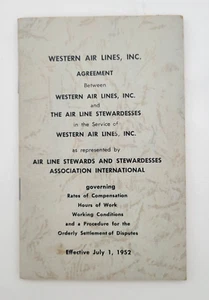 WESTERN AIR LINES, INC.
AGREEMENT
Between
WESTERN AIR LINES, INC.
and
THE AIR LINE STEWARDESSES
in the Service of
WESTERN AIR LINES, INC.
as represented by
AIR LINE STEWARDS AND STEWARDESSES
ASSOCIATION INTERNATIONAL
governing
Rates of Compensation
Hours of Work
Working Conditions
and a Procedure for the
Orderly Settlement of Disputes
Effective July 1, 1952